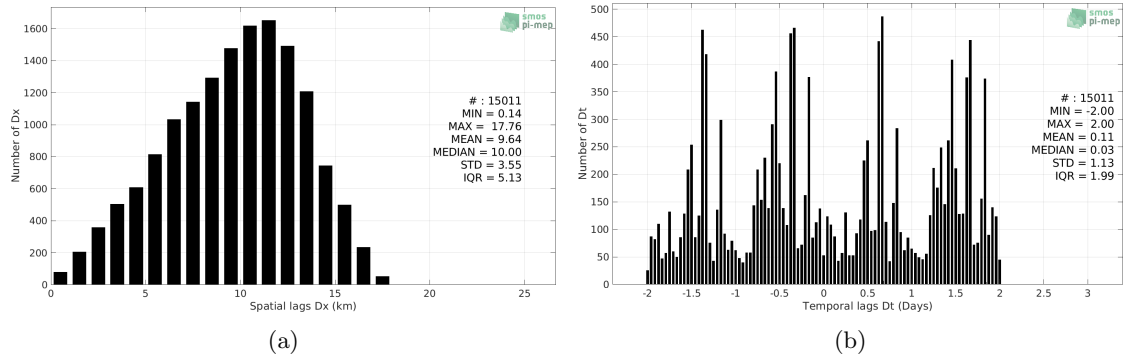 smos
pi-mep
1600
1400
1200
1000
800
600
400
200
0
Number of Dx
# : 15011
MIN = 0.14
MAX = 17.76
MEAN = 9.64
MEDIAN = 10.00
STD = 3.55
IQR = 5.13
0 5 10 15 20 25
Spatial lags Dx (km)
(a)
smos
pi-mep
500
450
400
350
300
250
200
150
100
50
0
Number of Dt
# : 15011
MIN = -2.00
MAX = 2.00
MEAN = 0.11
MEDIAN = 0.03
STD = 1.13
IQR = 1.99
-2 -1.5 -1 -0.5 0 0.5 1 1.5 2 2.5 3
Temporal lags Dt (Days)
(b)